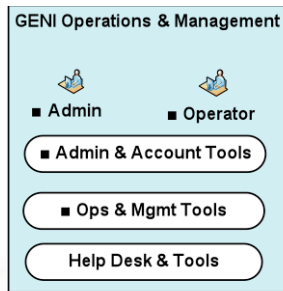 GENI Operations & Management
■ Admin
■ Operator
■ Admin & Account Tools
■ Ops & Mgmt Tools
Help Desk & Tools